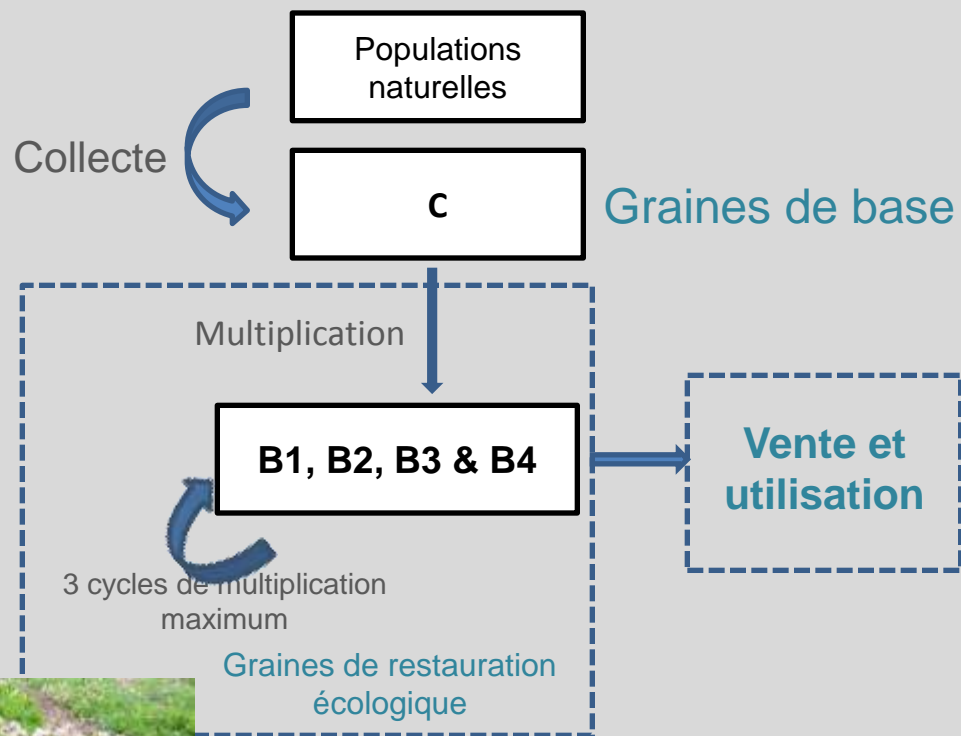 Populations
naturelles
Collecte
C
Graines de base
Multiplication
B1, B2, B3 & B4
Vente et
utilisation
3 cycles de multiplication
maximum
Graines de restauration
écologique